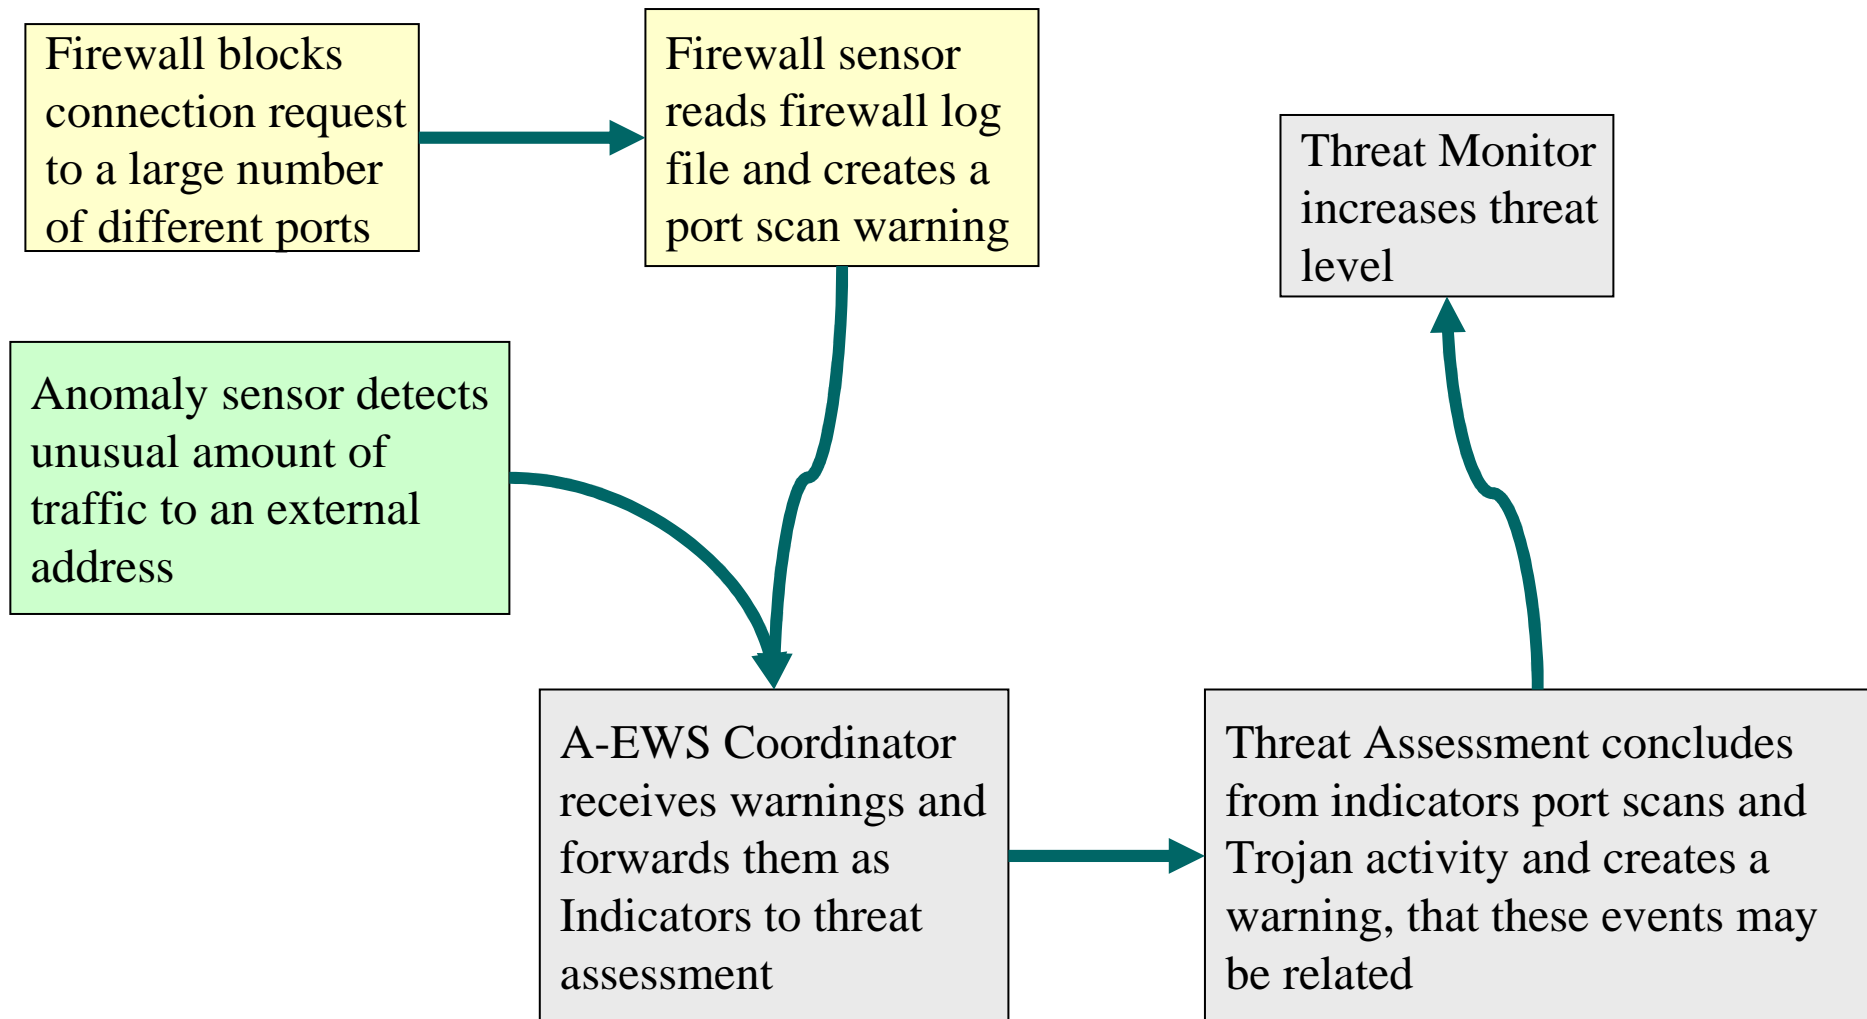 Firewall blocks
connection request
to a large number
of different ports
Firewall sensor
reads firewall log
file and creates a
port scan warning
Threat Monitor
increases threat
level
Anomaly sensor detects
unusual amount of
traffic to an external
address
A-EWS Coordinator
receives warnings and
forwards them as
Indicators to threat
assessment
Threat Assessment concludes
from indicators port scans and
Trojan activity and creates a
warning, that these events may
be related